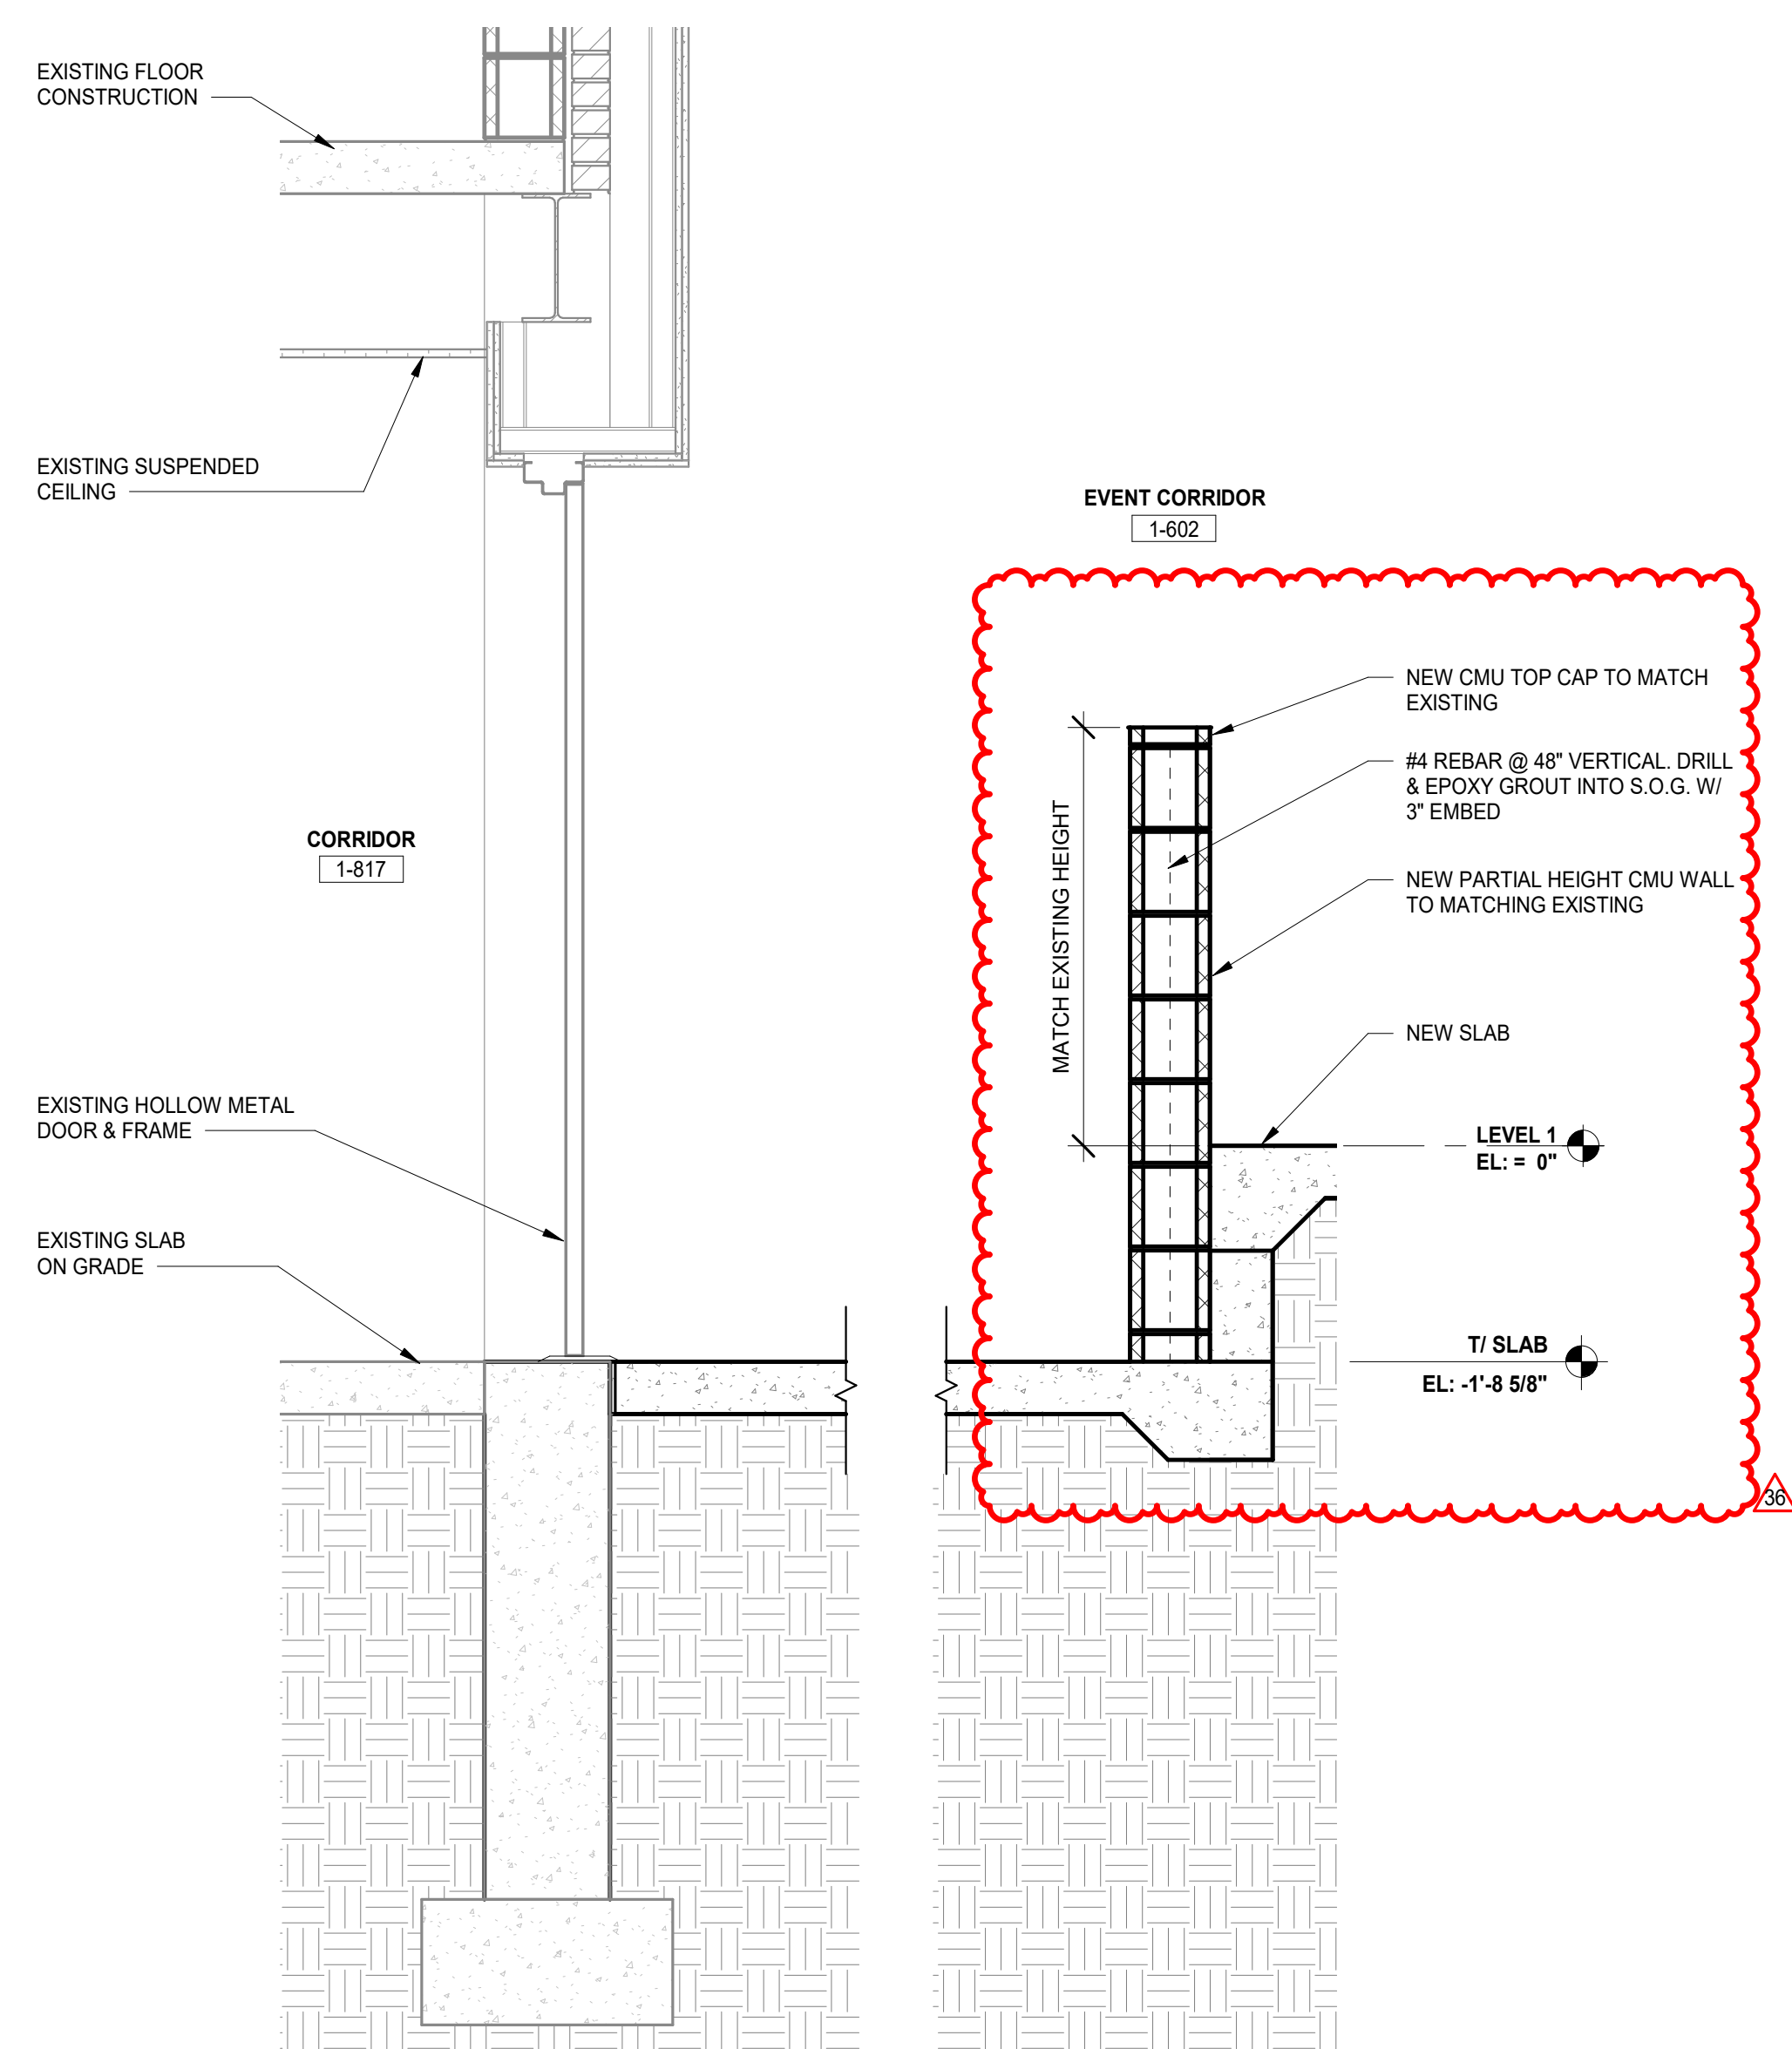 EXISTING FLOOR
CONSTRUCTION
EXISTING SUSPENDED
CEILING
EVENT CORRIDOR
1-602
NEW CMU TOP CAP TO MATCH
EXISTING
#4 REBAR @ 48" VERTICAL. DRILL
& EPOXY GROUT INTO S.O.G. W/
3" EMBED
MATCH EXISTING HEIGHT
CORRIDOR
1-817
NEW PARTIAL HEIGHT CMU WALL
TO MATCHING EXISTING
NEW SLAB
EXISTING HOLLOW METAL
DOOR & FRAME
LEVEL 1
EL: = 0"
EXISTING SLAB
ON GRADE
T/ SLAB
EL: -1'-8 5/8"
36